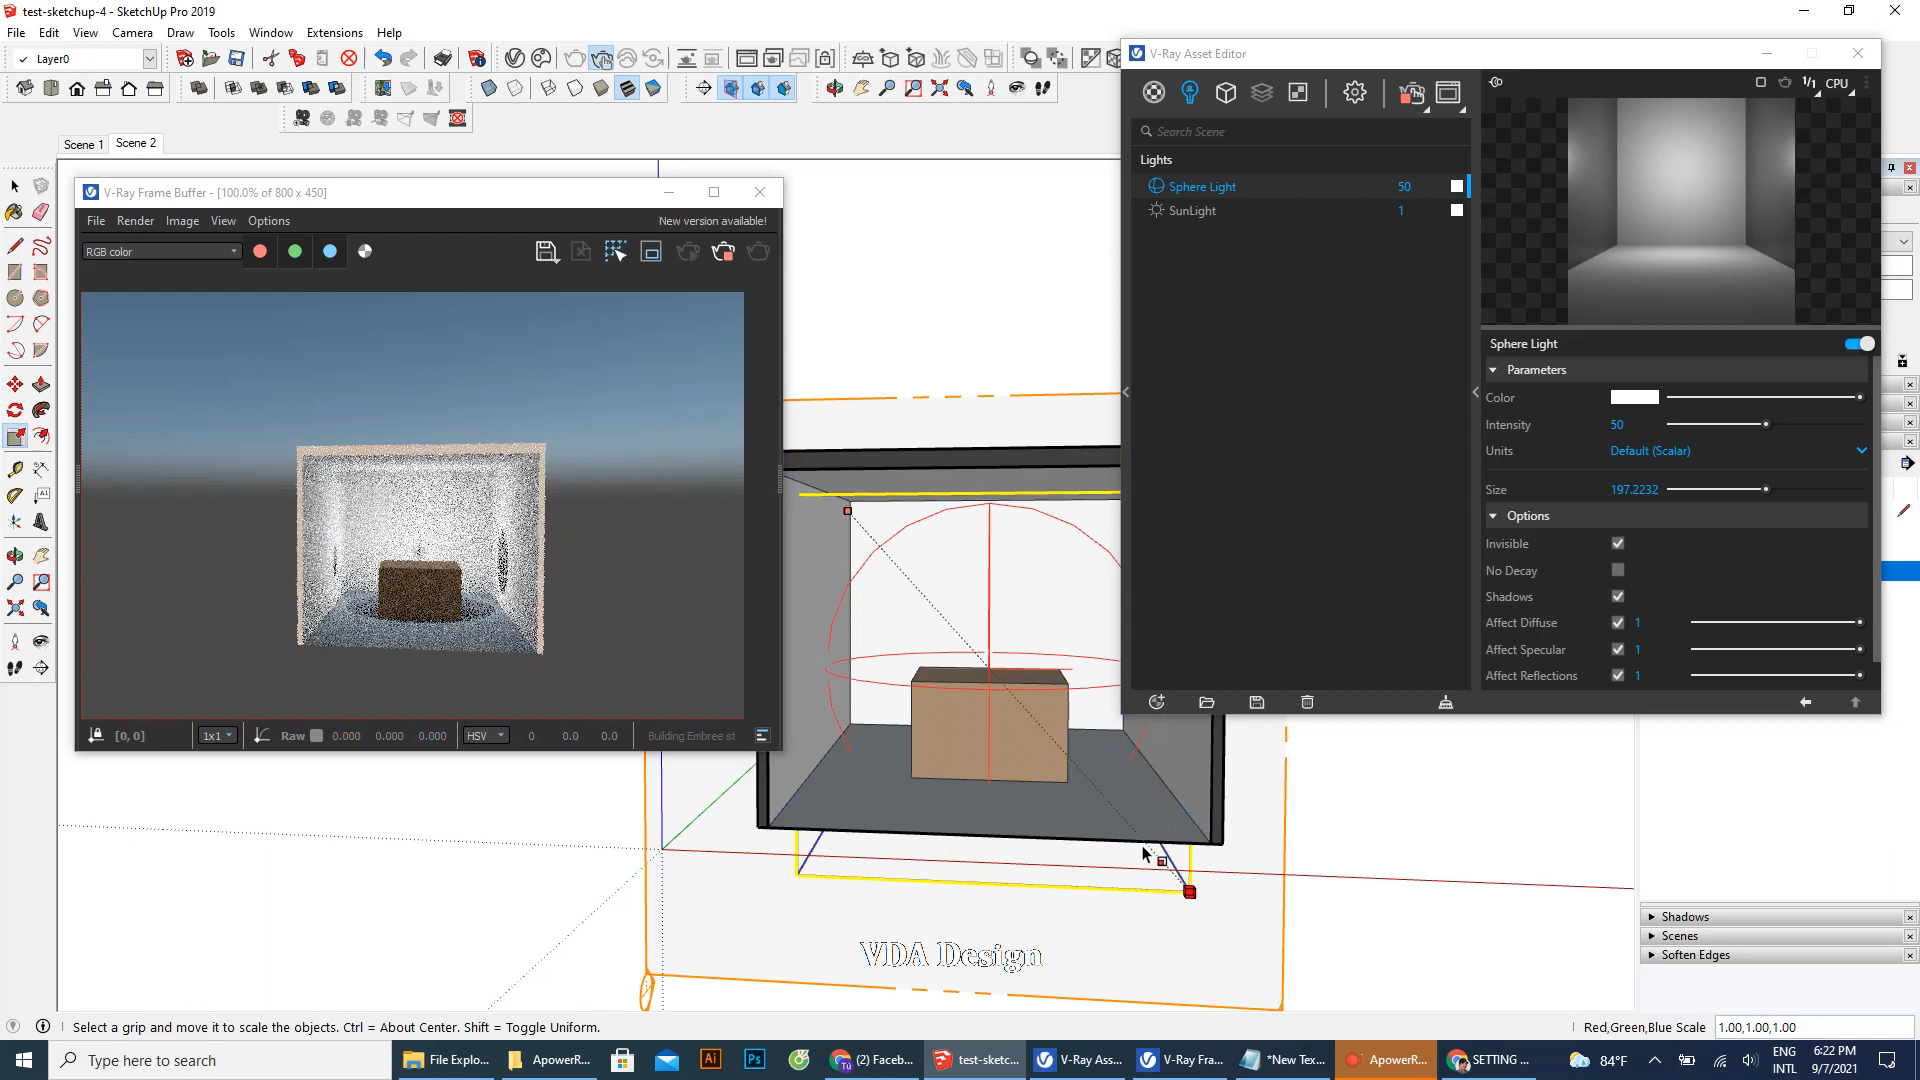 test-sketchup-4 - SketchUp Pro 2019
File Edit View Camera Draw Tools Window Extensions Help
Layer0
Scene 1 Scene 2
V-Ray Frame Buffer - [100.0% of 800 x 450]
File Render Image View Options New version available!
RGB color
[0, 0] 1x1 Raw 0.000 0.000 0.000 HSV 0 0.0 0.0 Building Embree st
V-Ray Asset Editor
1/1 CPU
Search Scene
Lights
Sphere Light 50
SunLight 1
Sphere Light
Parameters
Color
Intensity 50
Units Default (Scalar)
Size 197.2232
Options
Invisible
No Decay
Shadows
Affect Diffuse 1
Affect Specular 1
Affect Reflections 1
VDA Design
Shadows
Scenes
Soften Edges
Select a grip and move it to scale the objects. Ctrl = About Center. Shift = Toggle Uniform.
Red,Green,Blue Scale 1.00,1.00,1.00
Type here to search
File Explo... ApowerR... (2) Faceb... test-sketc... V-Ray Ass... V-Ray Fra... *New Tex... ApowerR... SETTING ...
84°F
ENG
INTL
6:22 PM
9/7/2021